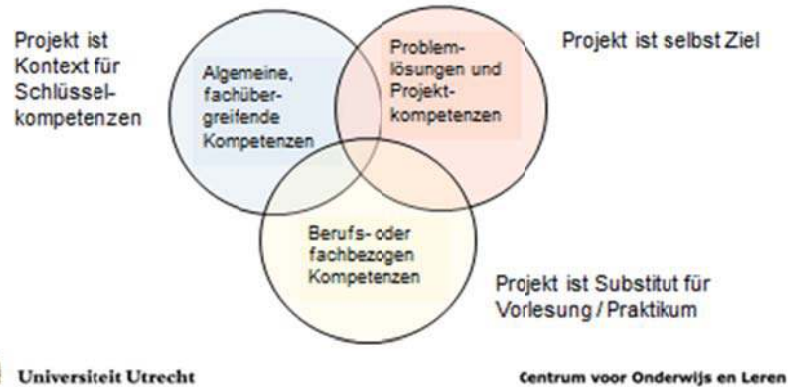 Projekt ist
Kontext für
Schlüssel-
kompetenzen
Algemeine,
fachüber-
greifende
Kompetenzen
Problem-
lösungen und
Projekt-
kompetenzen
Projekt ist selbst Ziel
Berufs- oder
fachbezogen
Kompetenzen
Projekt ist Substitut für
Vorlesung / Praktikum
Universiteit Utrecht
Centrum voor Onderwijs en Leren